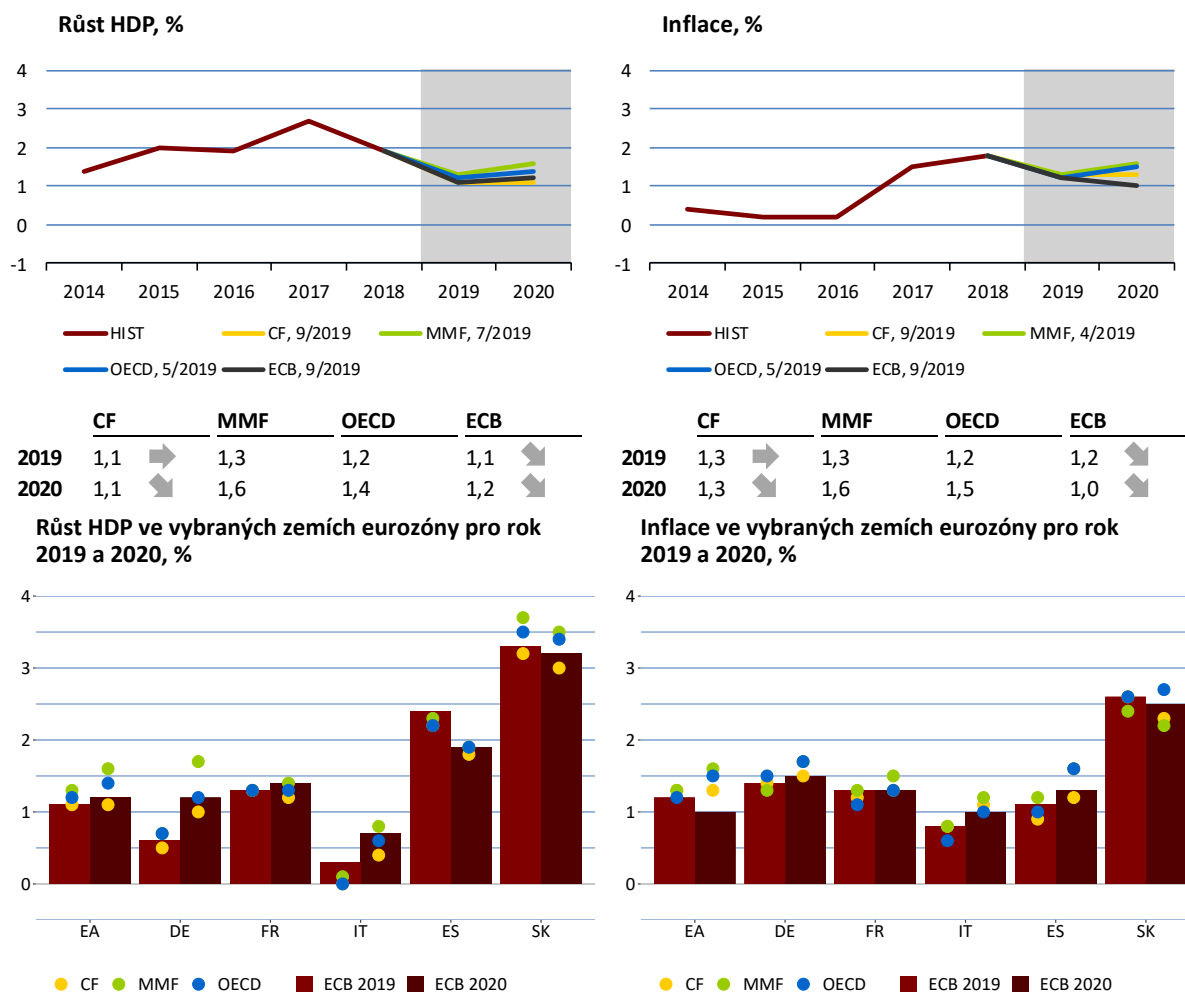 Růst HDP, %
4
3
2
1
0
-1
2014 2015 2016 2017 2018 2019 2020
HIST CF, 9/2019 MMF, 7/2019
OECD, 5/2019 ECB, 9/2019
CF MMF OECD ECB
2019 1,1 1,3 1,2 1,1
2020 1,1 1,6 1,4 1,2
Inflace, %
4
3
2
1
0
-1
2014 2015 2016 2017 2018 2019 2020
HIST CF, 9/2019 MMF, 4/2019
OECD, 5/2019 ECB, 9/2019
CF MMF OECD ECB
2019 1,3 1,3 1,2 1,2
2020 1,3 1,6 1,5 1,0
Růst HDP ve vybraných zemích eurozóny pro rok
2019 a 2020, %
4
3
2
1
0
EA DE FR IT ES SK
CF MMF OECD ECB 2019 ECB 2020
Inflace ve vybraných zemích eurozóny pro rok
2019 a 2020, %
4
3
2
1
0
EA DE FR IT ES SK
CF MMF OECD ECB 2019 ECB 2020